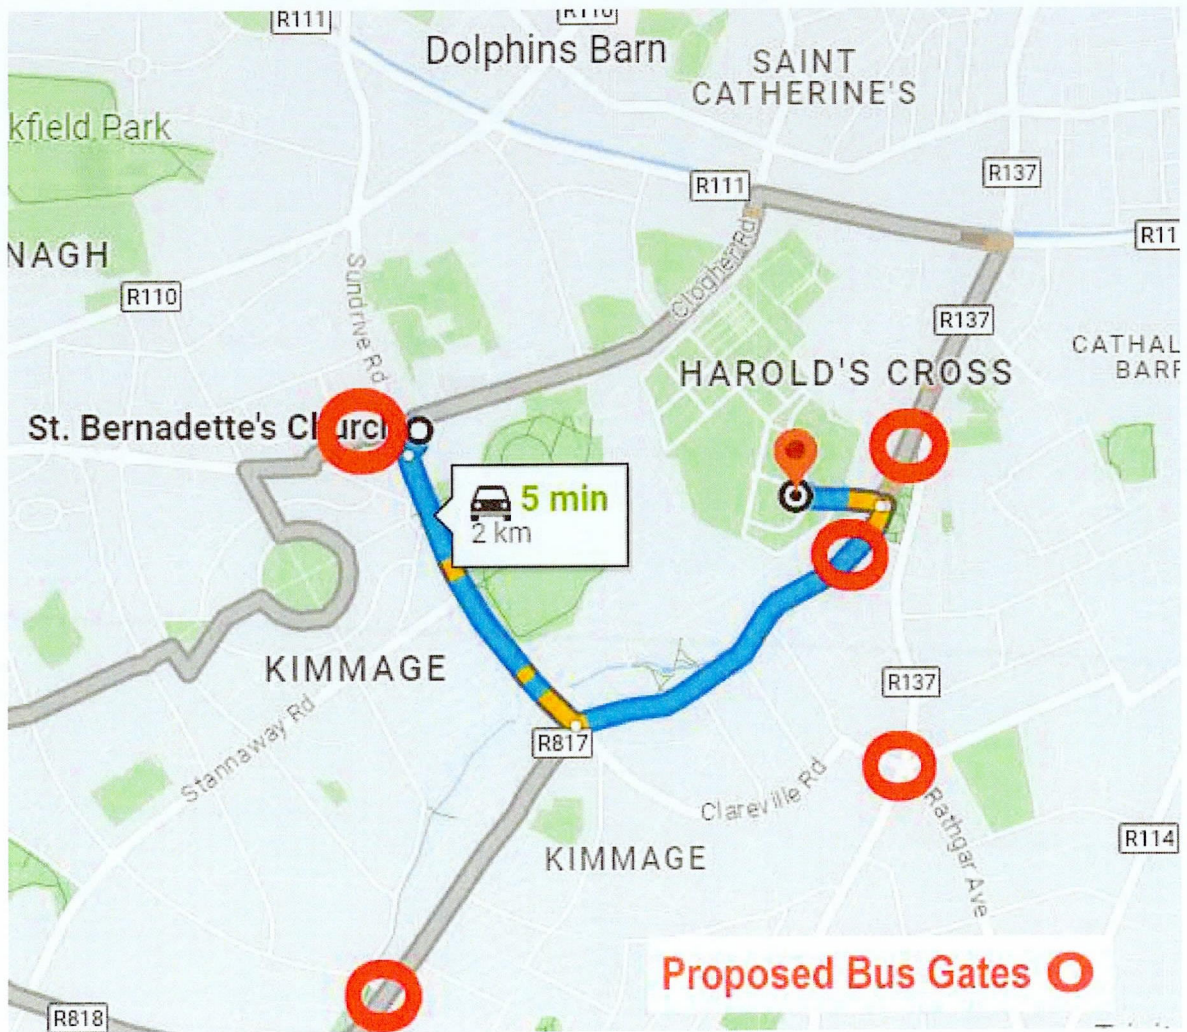 R111
R110
Dolphins Barn
SAINT
CATHERINE'S
kfield Park
R111
R137
R11
NAGH
R110
Sundrive Rd
Clogher Rd
R137
CATHAL
HAROLD'S CROSS
St. Bernadette's Church
5 min
2 km
KIMMAGE
Stannaway Rd
R137
R817
Clareville Rd
Rathgar Ave
R114
KIMMAGE
Proposed Bus Gates
R818